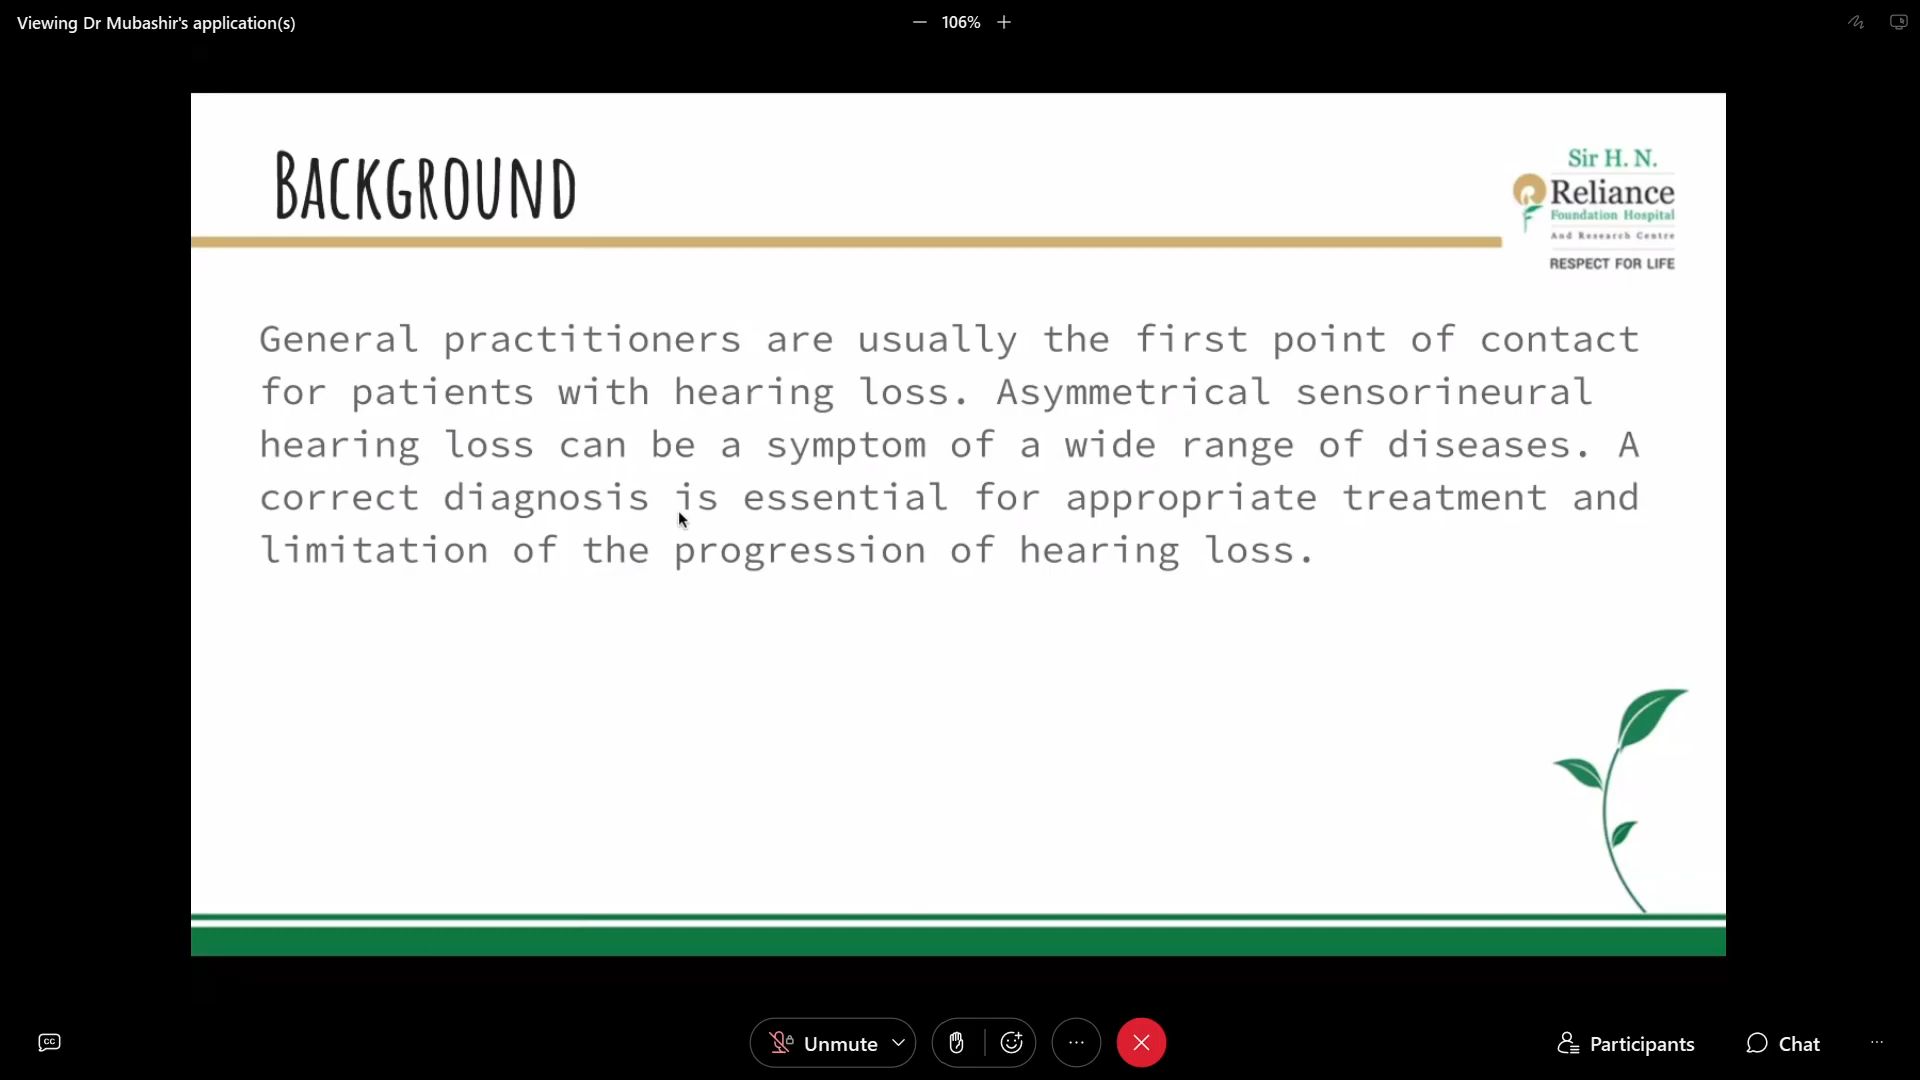 Viewing Dr Mubashir's application(s)
106%
BACKGROUND
Sir H. N.
Reliance
Foundation Hospital
And Research Centre
RESPECT FOR LIFE
General practitioners are usually the first point of contact
for patients with hearing loss. Asymmetrical sensorineural
hearing loss can be a symptom of a wide range of diseases. A
correct diagnosis is essential for appropriate treatment and
limitation of the progression of hearing loss.
CC
Unmute
Participants
Chat